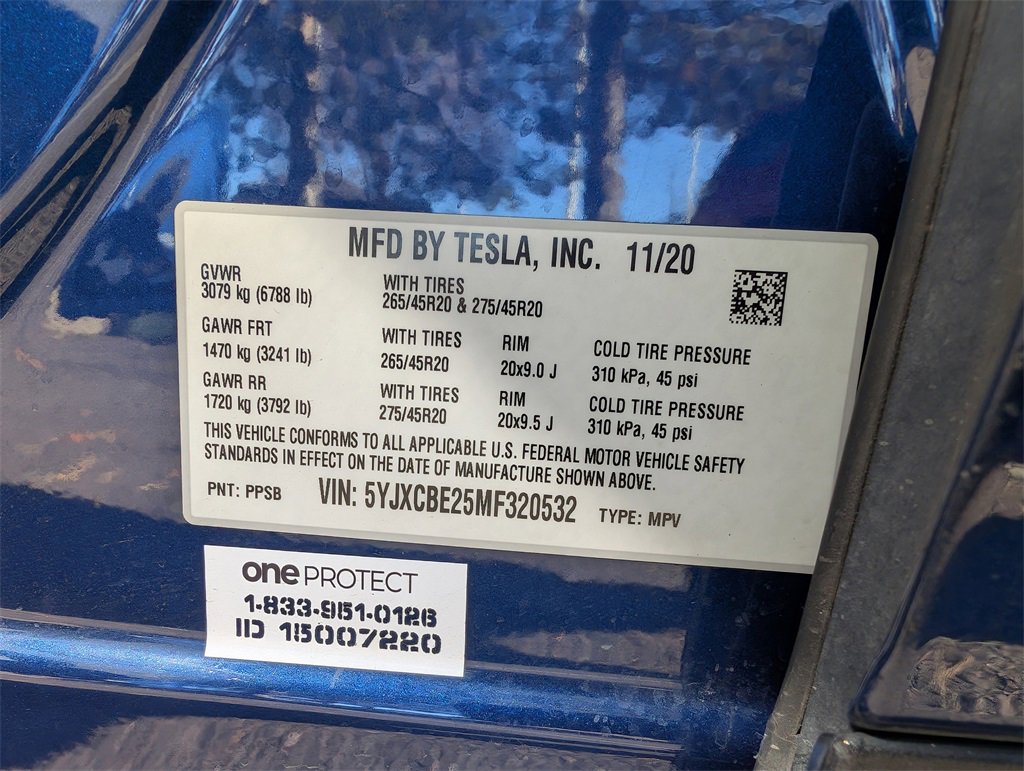 MFD BY TESLA, INC. 11/20
GVWR
3079 kg (6788 lb)
WITH TIRES
265/45R20 & 275/45R20
GAWR FRT
1470 kg (3241 lb)
WITH TIRES
265/45R20
RIM
20x9.0 J
COLD TIRE PRESSURE
310 kPa, 45 psi
GAWR RR
1720 kg (3792 lb)
WITH TIRES
275/45R20
RIM
20x9.5 J
COLD TIRE PRESSURE
310 kPa, 45 psi
THIS VEHICLE CONFORMS TO ALL APPLICABLE U.S. FEDERAL MOTOR VEHICLE SAFETY
STANDARDS IN EFFECT ON THE DATE OF MANUFACTURE SHOWN ABOVE.
PNT: PPSB VIN: 5YJXCBE25MF320532 TYPE: MPV
one PROTECT
1-833-951-0126
ID 15007220